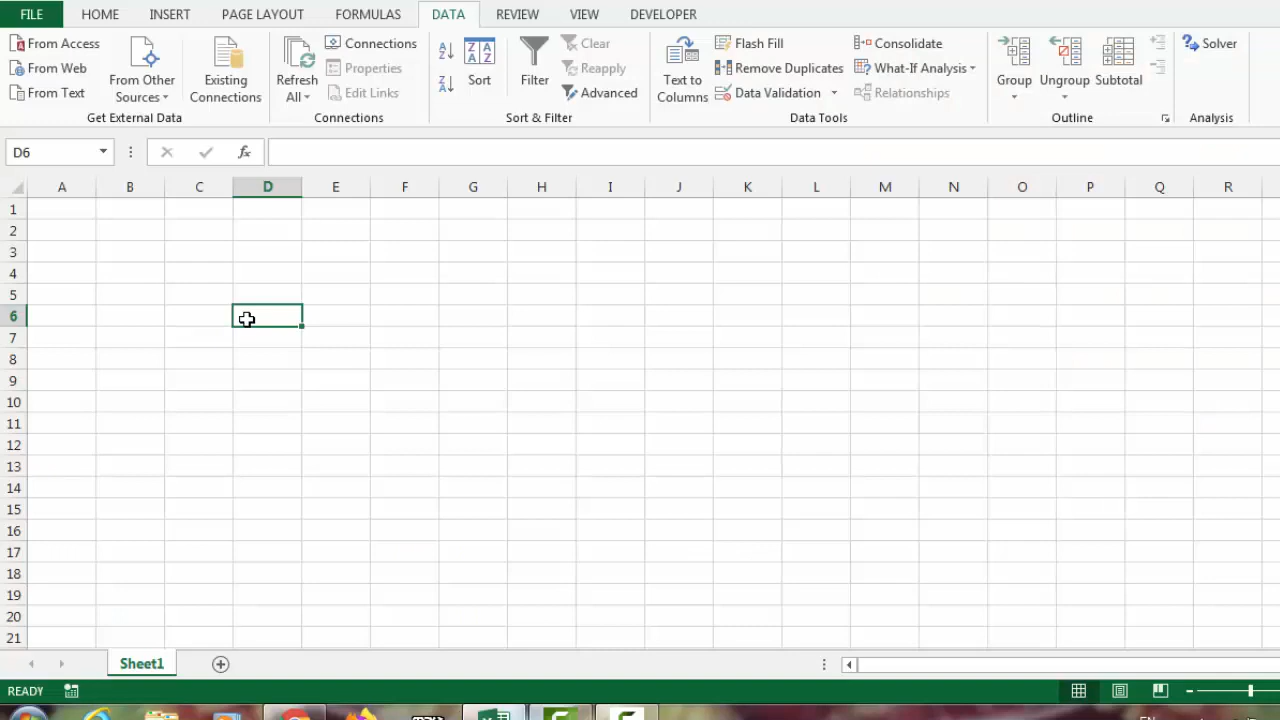 FILE HOME INSERT PAGE LAYOUT FORMULAS DATA REVIEW VIEW DEVELOPER
From Access
From Web
From Text
From Other
Sources
Existing
Connections
Get External Data
Refresh
All
Connections
Properties
Edit Links
Connections
A
Z
Z
A
Z A
A Z
Sort
Filter
Clear
Reapply
Advanced
Sort & Filter
Text to
Columns
Flash Fill
Remove Duplicates
Data Validation
Consolidate
What-If Analysis
Relationships
Data Tools
Group
Ungroup
Subtotal
Outline
Solver
Analysis
D6 fx
A B C D E F G H I J K L M N O P Q R
1
2
3
4
5
6
7
8
9
10
11
12
13
14
15
16
17
18
19
20
21
Sheet1
READY